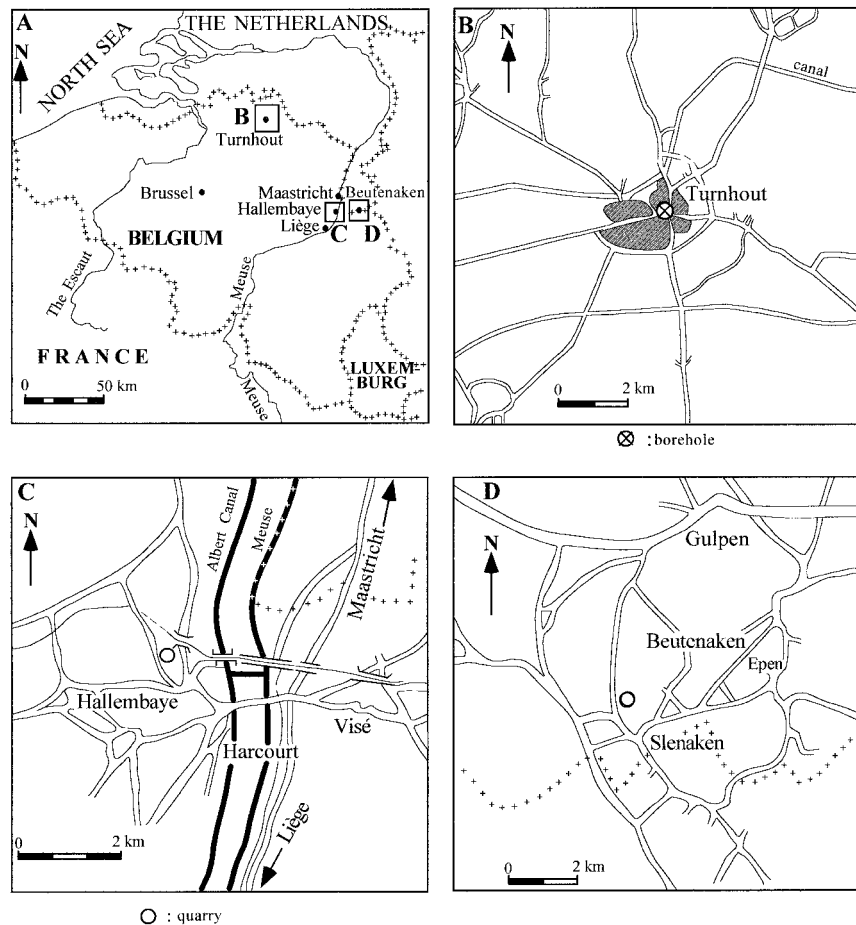 A
THE NETHERLANDS
N
NORTH SEA
B
Turnhout
Brussel
Maastricht
Beutenaken
Hallembaye
Liège
C
D
BELGIUM
The Escaut
Meuse
FRANCE
LUXEM-
BURG
0
50 km
Meuse
B
N
canal
Turnhout
0
2 km
: borehole
C
N
Albert Canal
Meuse
Maastricht
Hallembaye
Visé
Harcourt
Liège
0
2 km
: quarry
D
N
Gulpen
Beutenaken
Epen
Slenaken
0
2 km